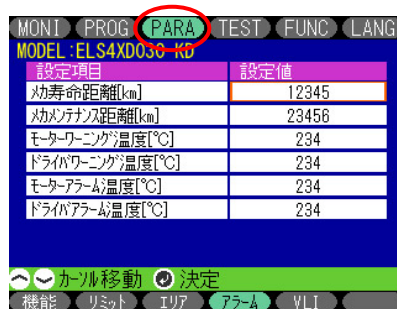 MONI PROG PARA TEST FUNC LANG
MODEL:ELS4XD030-KD
設定項目 設定値
ﾒｶ寿命距離[km] 12345
ﾒｶﾒﾝﾃﾅﾝｽ距離[km] 23456
ﾓｰﾀｰﾜｰﾆﾝｸﾞ温度[℃] 234
ﾄﾞﾗｲﾊﾞﾜｰﾆﾝｸﾞ温度[℃] 234
ﾓｰﾀｰｱﾗｰﾑ温度[℃] 234
ﾄﾞﾗｲﾊﾞｱﾗｰﾑ温度[℃] 234
ｶｰｿﾙ移動 決定
機能 ﾘﾐｯﾄ ｴﾘｱ ｱﾗｰﾑ VLI